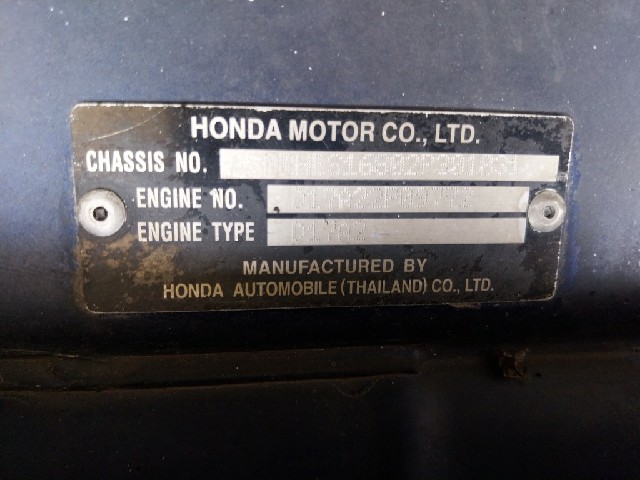 HONDA MOTOR CO., LTD.
CHASSIS NO.
ENGINE NO.
ENGINE TYPE
MANUFACTURED BY
HONDA AUTOMOBILE (THAILAND) CO., LTD.